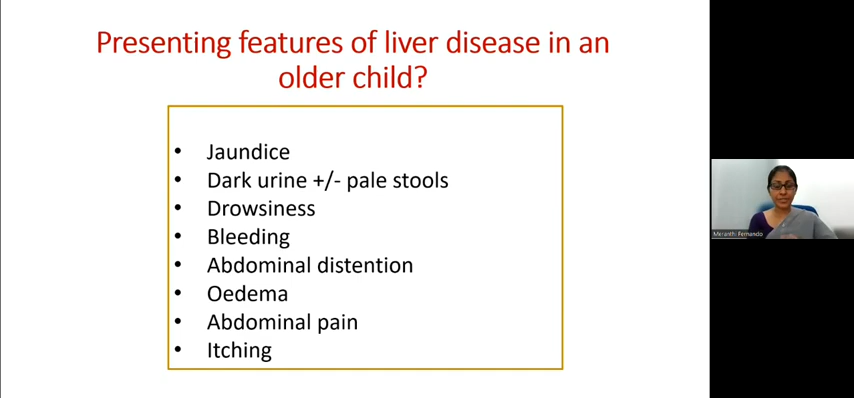 Presenting features of liver disease in an
older child?
• Jaundice
• Dark urine +/- pale stools
• Drowsiness
• Bleeding
• Abdominal distention
• Oedema
• Abdominal pain
• Itching
Meranthi Fernando